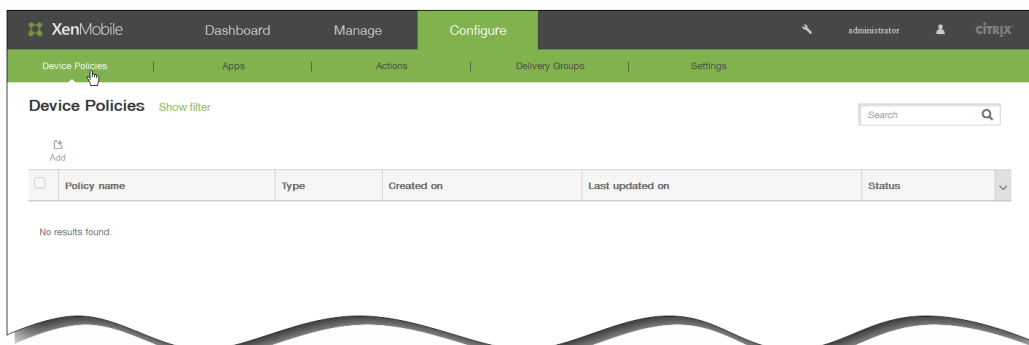 XenMobile Dashboard Manage Configure administrator CITRIX
Device Policies | Apps | Actions | Delivery Groups | Settings
Device Policies Show filter Search
Add
Policy name Type Created on Last updated on Status
No results found.